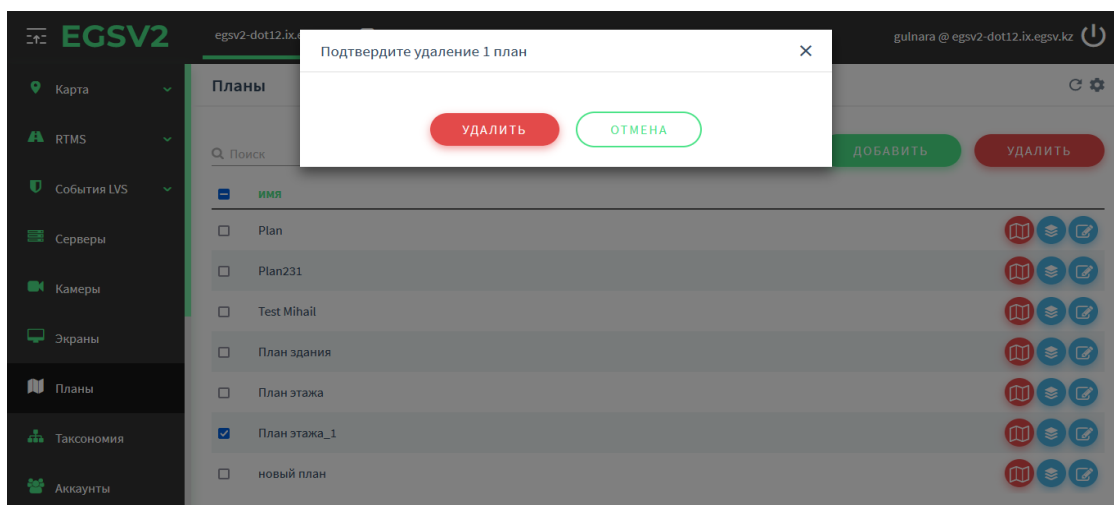 EGSV2
egsv2-dot12.ix.e
gulnara @ egsv2-dot12.ix.egsv.kz
Подтвердите удаление 1 план
УДАЛИТЬ
ОТМЕНА
Карта
RTMS
События LVS
Серверы
Камеры
Экраны
Планы
Таксономия
Аккаунты
Планы
Поиск
ДОБАВИТЬ
УДАЛИТЬ
имя
Plan
Plan231
Test Mihail
План здания
План этажа
План этажа_1
новый план